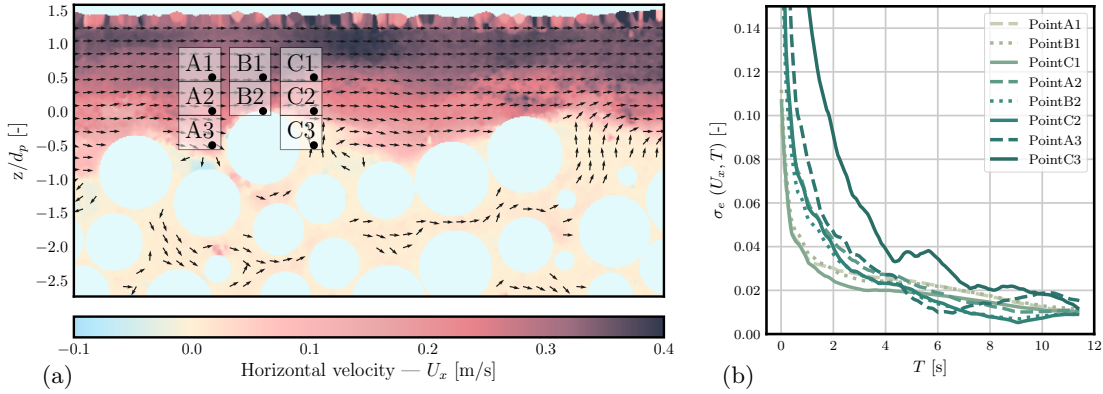 1.5
1.0
0.5
0.0
−0.5
−1.0
−1.5
−2.0
−2.5
z/d_p [-]
A1 B1 C1
A2 B2 C2
A3 C3
−0.1 0.0 0.1 0.2 0.3 0.4
Horizontal velocity — U_x [m/s]
(a)
0.14
0.12
0.10
0.08
0.06
0.04
0.02
0.00
σ_e (U_x, T) [-]
PointA1
PointB1
PointC1
PointA2
PointB2
PointC2
PointA3
PointC3
0 2 4 6 8 10 12
T [s]
(b)